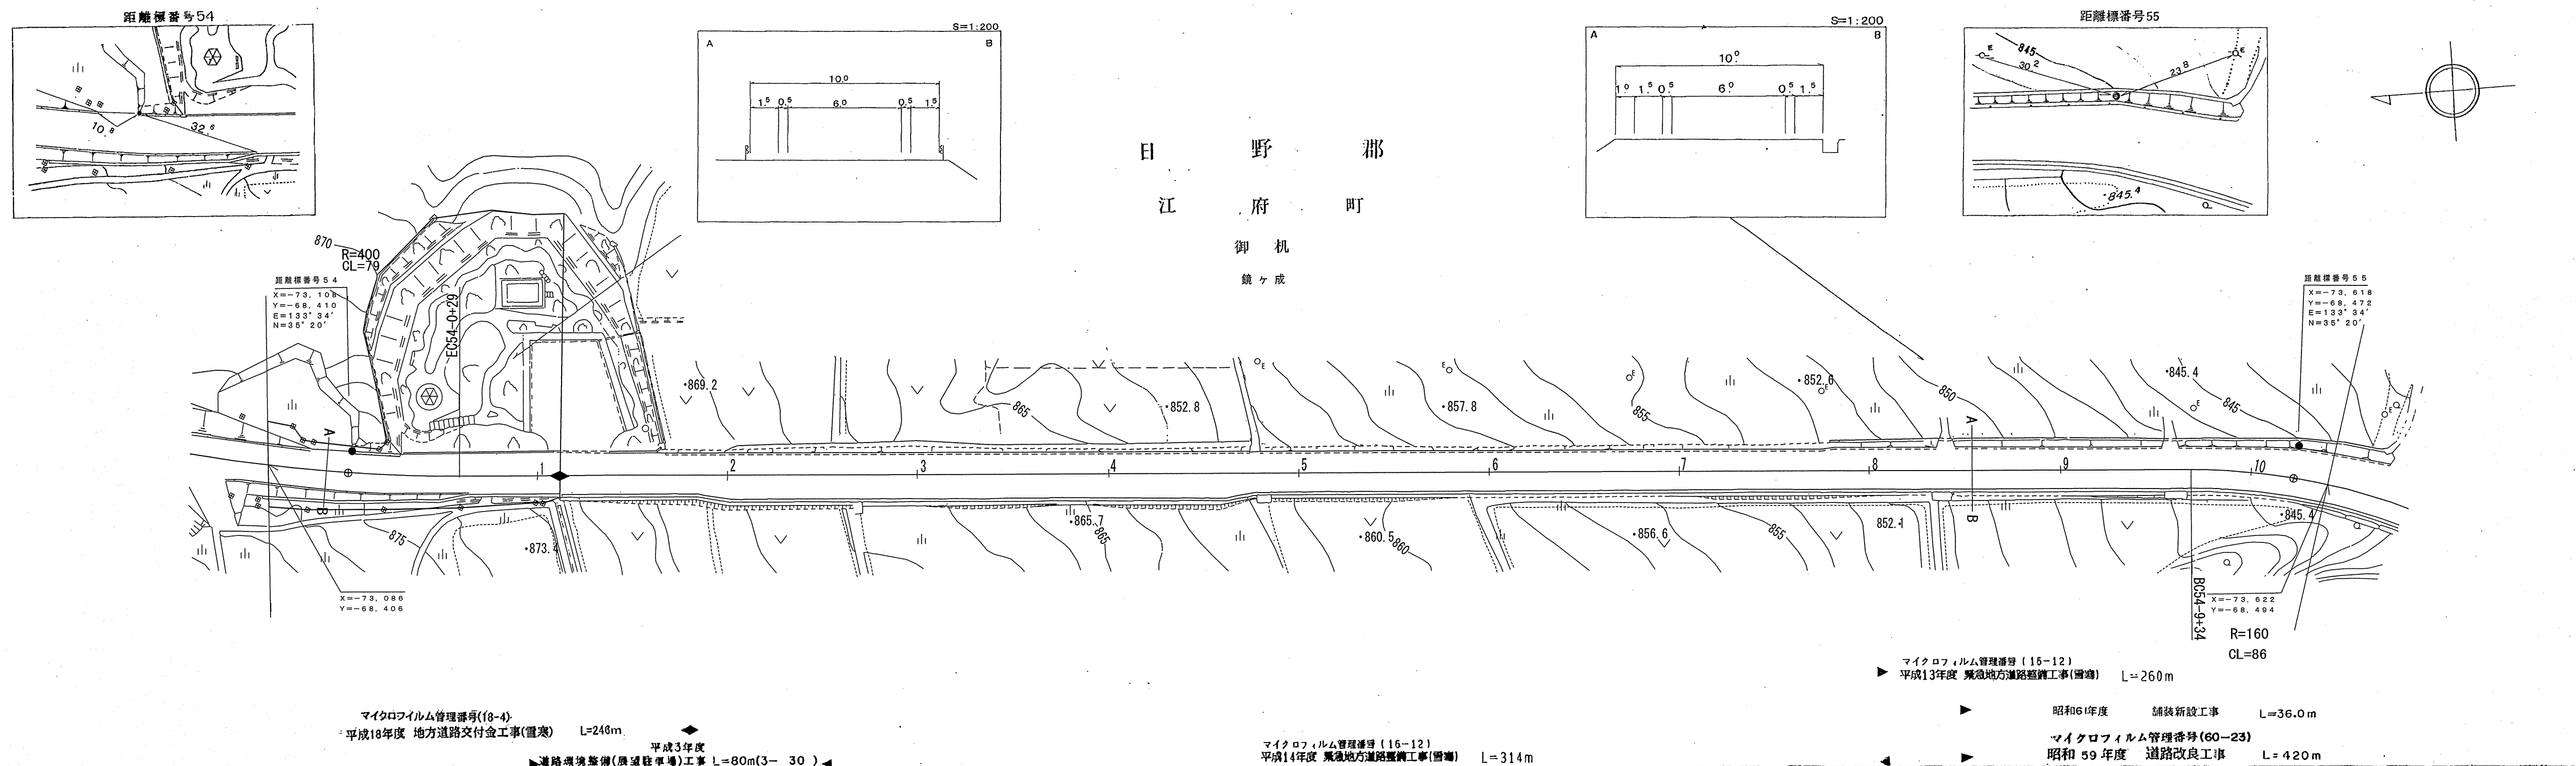 距離標番号54
10.8
32.6
S=1:200
A
B
10.0
1.5 0.5 6.0 0.5 1.5
日野郡
江府町
御机
鏡ヶ成
S=1:200
A
B
10.0
1.0 1.5 0.5 6.0 0.5 1.5
距離標番号55
E
845
30.2
23.8
E
・845.4
870
R=400
CL=79
距離標番号54
X=-73,108
Y=-68,410
E=133°34′
N=35°20′
EC54-0+29
距離標番号55
X=-73,618
Y=-68,472
E=133°34′
N=35°20′
・869.2
865
・852.8
E
E
・857.8
E
855
・852.6
E
850
・845.4
E
845
E
A
A
1 2 3 4 5 6 7 8 9 10
B
B
875
・873.4
・865.7
865
・860.5
860
・856.6
855
852.1
・845.4
X=-73,086
Y=-68,406
BC54-9+34
X=-73,622
Y=-68,494
R=160
CL=86
マイクロフィルム管理番号(16-12)
平成13年度 緊急地方道路整備工事(雪寒) L=260m
マイクロフイルム管理番号(18-4)
平成18年度 地方道路交付金工事(雪寒) L=246m
昭和61年度 舗装新設工事 L=36.0m
平成3年度
道路環境整備(展望駐車場)工事 L=80m(3- 30 )
マイクロフィルム管理番号(16-12)
平成14年度 緊急地方道路整備工事(雪寒) L=314m
マイクロフィルム管理番号(60-23)
昭和59年度 道路改良工事 L=420m